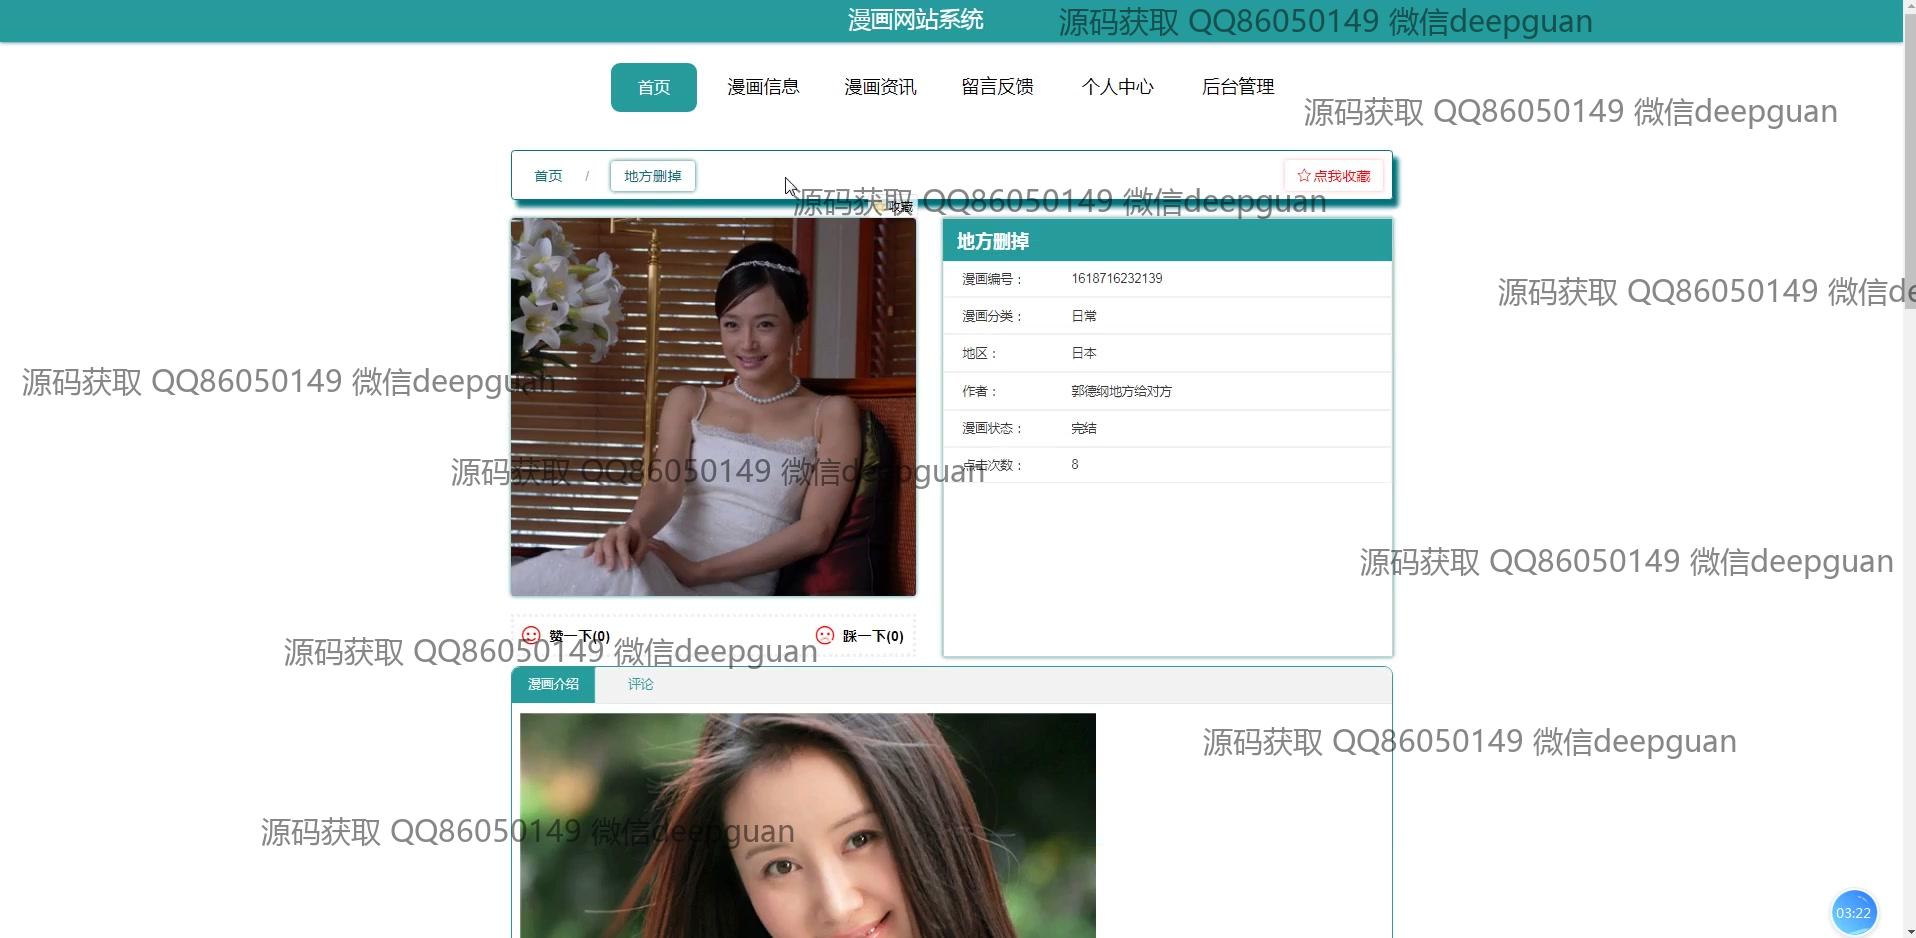 漫画网站系统
源码获取 QQ86050149 微信deepguan
首页 漫画信息 漫画资讯 留言反馈 个人中心 后台管理
源码获取 QQ86050149 微信deepguan
首页 / 地方删掉 ☆点我收藏
收藏
源码获取 QQ86050149 微信deepguan
地方删掉
漫画编号： 1618716232139
源码获取 QQ86050149 微信de
漫画分类： 日常
地区： 日本
源码获取 QQ86050149 微信deepguan
作者： 郭德纲地方给对方
漫画状态： 完结
点击次数： 8
源码获取 QQ86050149 微信deepguan
源码获取 QQ86050149 微信deepguan
赞一下(0) 踩一下(0)
源码获取 QQ86050149 微信deepguan
漫画介绍 评论
源码获取 QQ86050149 微信deepguan
源码获取 QQ86050149 微信deepguan
03:22